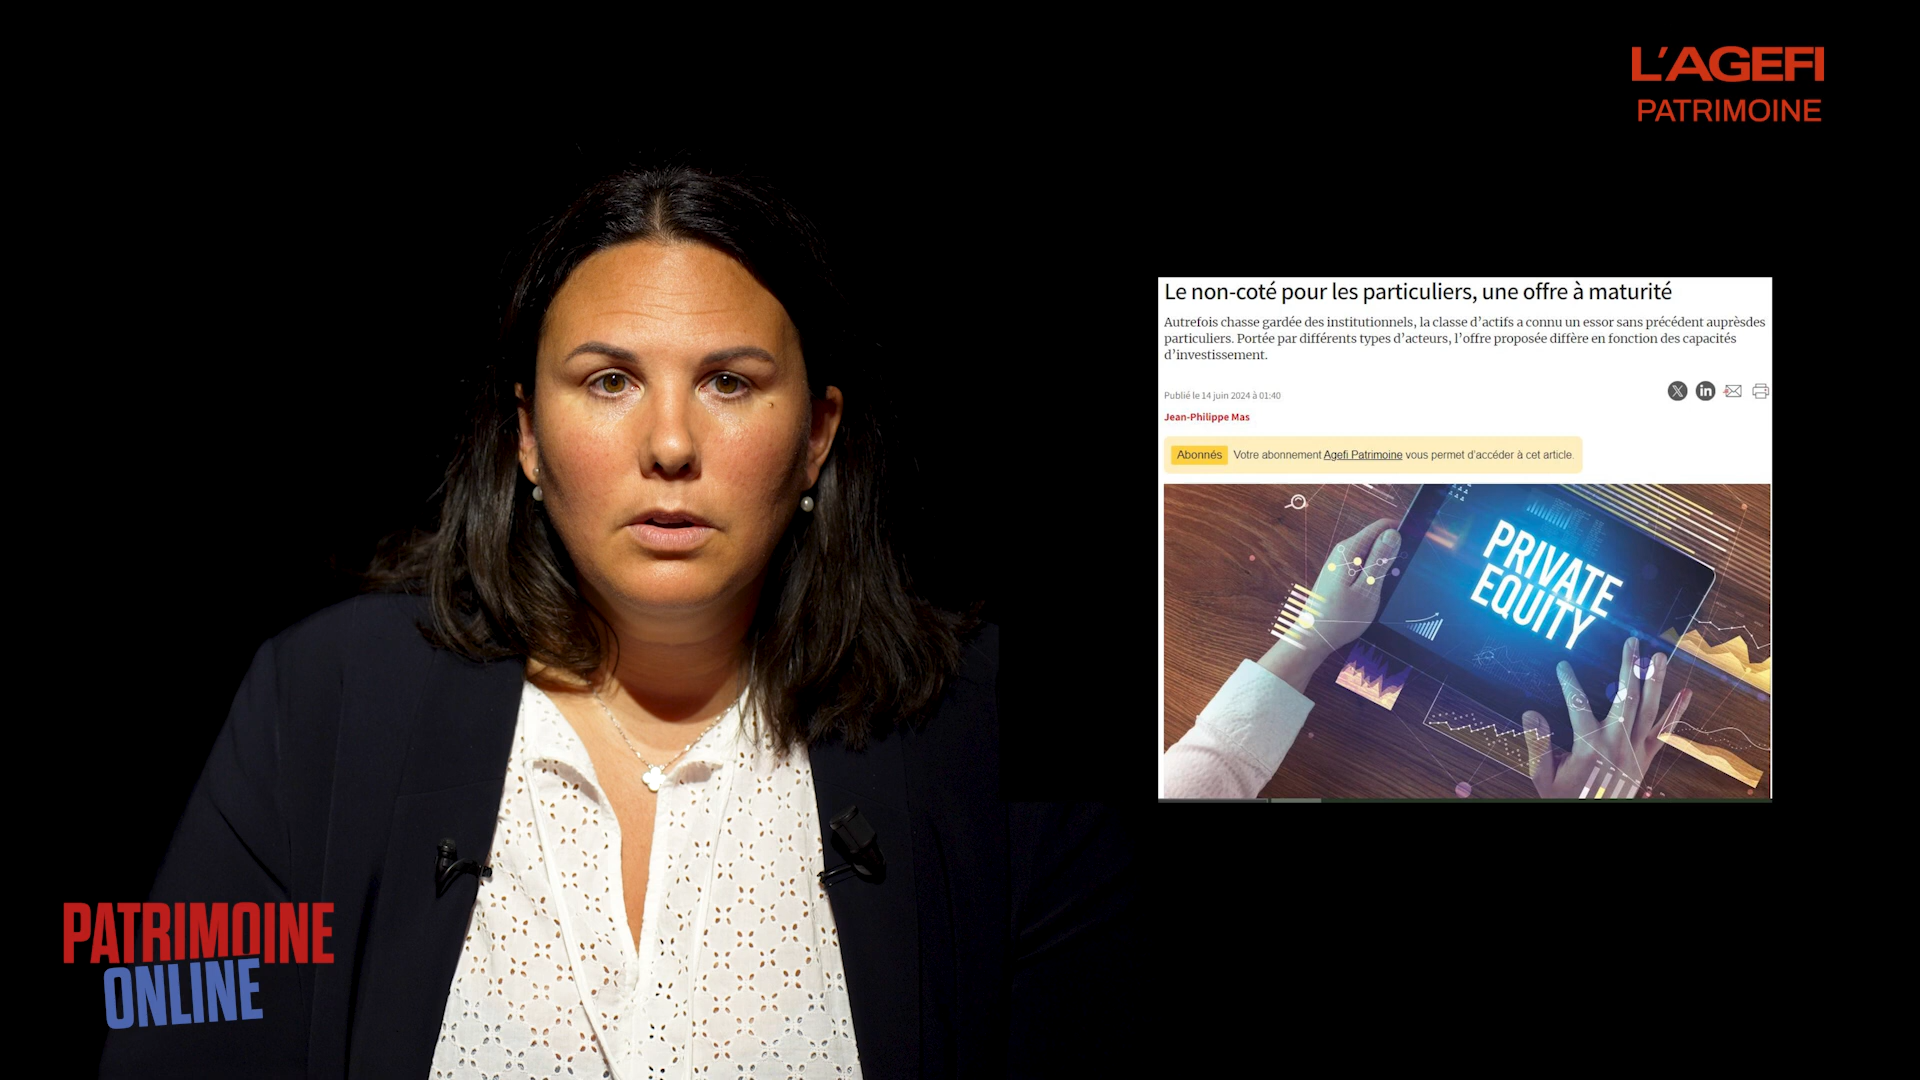 L'AGEFI
PATRIMOINE
Le non-coté pour les particuliers, une offre à maturité
Autrefois chasse gardée des institutionnels, la classe d'actifs a connu un essor sans précédent auprèsdes
particuliers. Portée par différents types d'acteurs, l'offre proposée diffère en fonction des capacités
d'investissement.
Publié le 14 juin 2024 à 01:40
Jean-Philippe Mas
Abonnés Votre abonnement Agefi Patrimoine vous permet d'accéder à cet article.
PRIVATE
EQUITY
PATRIMOINE
ONLINE